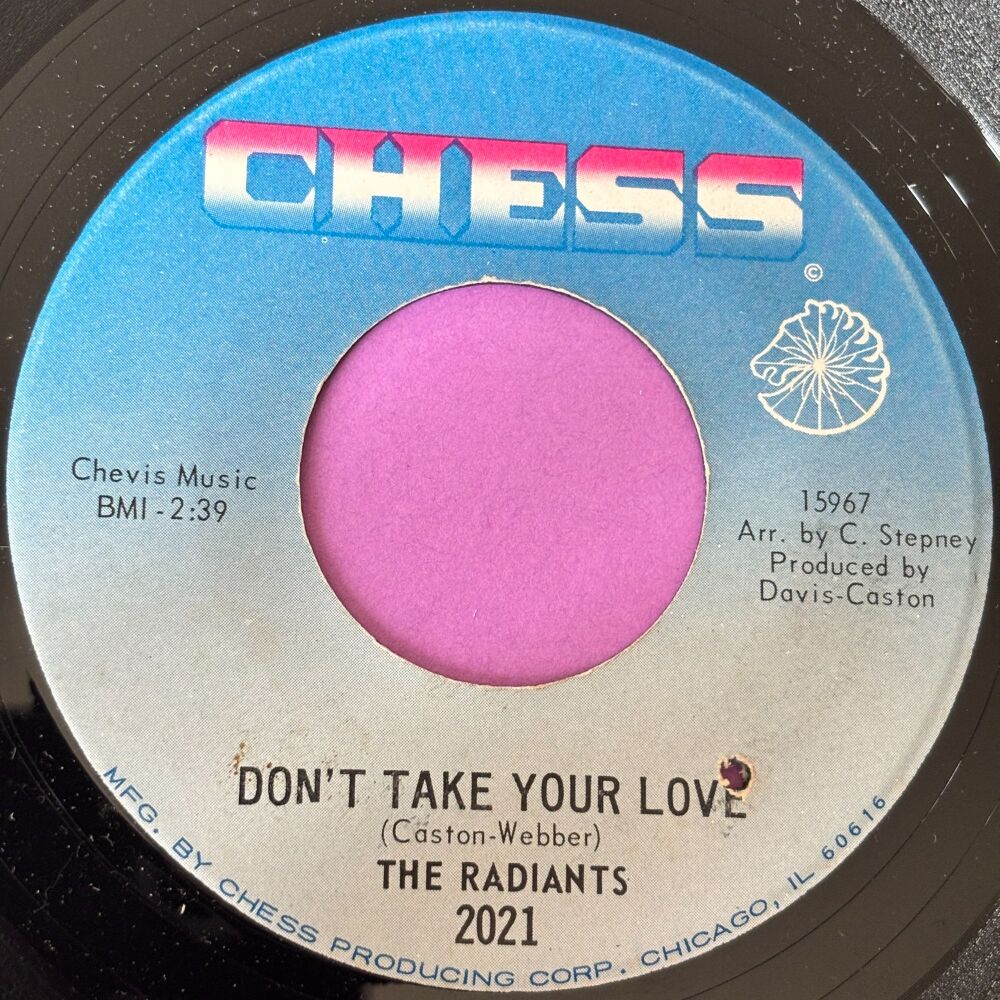 CHESS
©
Chevis Music
BMI - 2:39
15967
Arr. by C. Stepney
Produced by
Davis-Caston
DON'T TAKE YOUR LOVE
(Caston-Webber)
THE RADIANTS
2021
MFG. BY CHESS PRODUCING CORP. CHICAGO, IL 60616